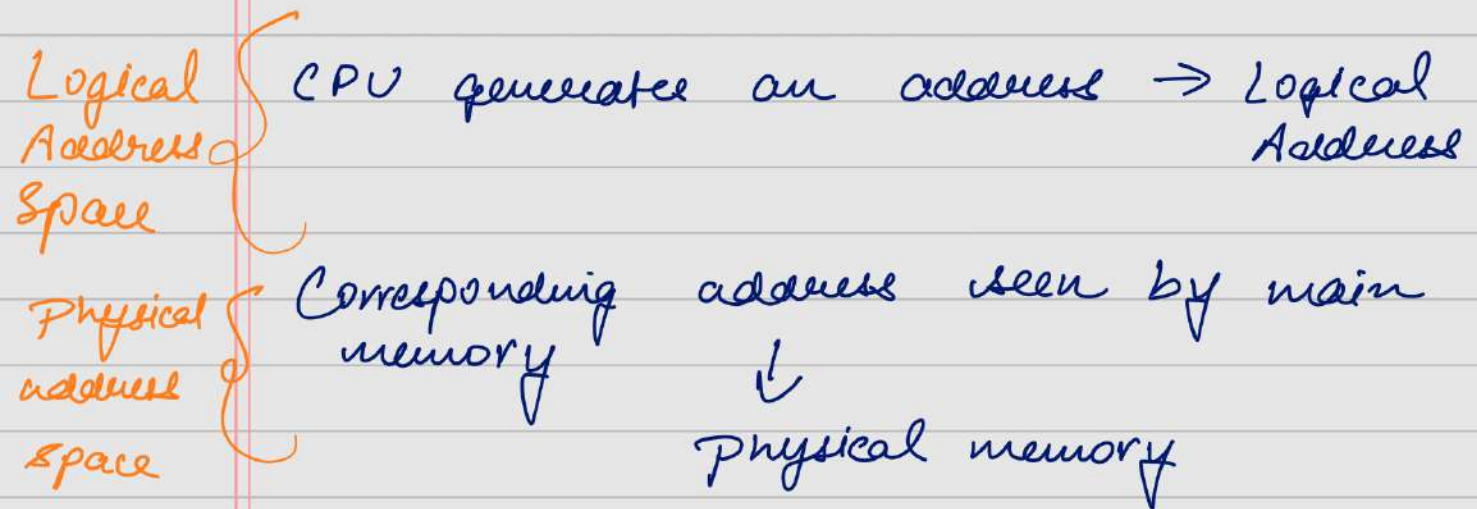 Logical
Address
Space
CPU generates an address → Logical
Address
Physical
address
space
Corresponding address seen by main
memory ↓
Physical memory